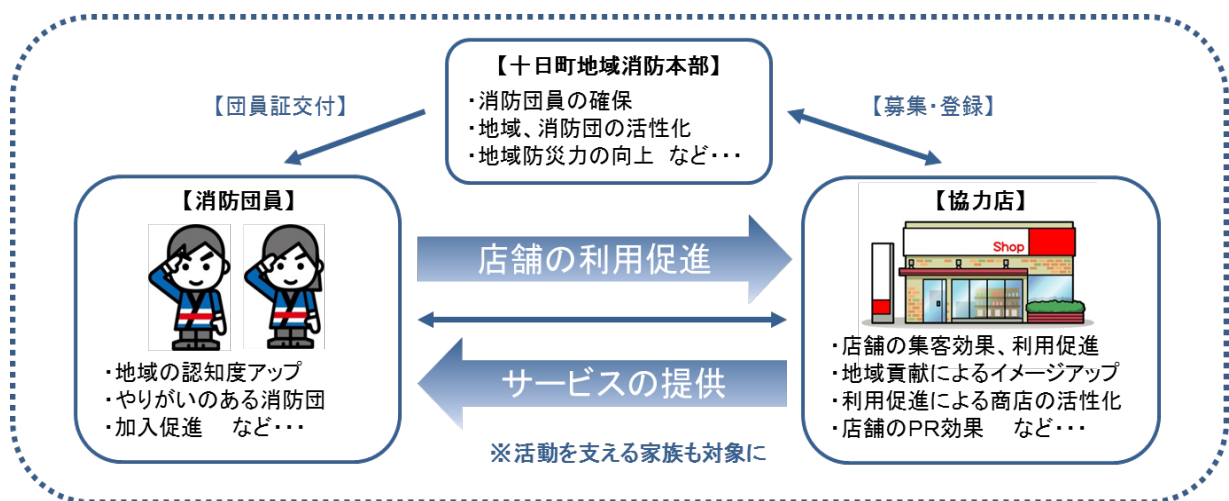 【十日町地域消防本部】
・消防団員の確保
・地域、消防団の活性化
・地域防災力の向上 など・・・
【団員証交付】
【募集・登録】
【消防団員】
・地域の認知度アップ
・やりがいのある消防団
・加入促進 など・・・
店舗の利用促進
サービスの提供
※活動を支える家族も対象に
【協力店】
Shop
・店舗の集客効果、利用促進
・地域貢献によるイメージアップ
・利用促進による商店の活性化
・店舗のPR効果 など・・・